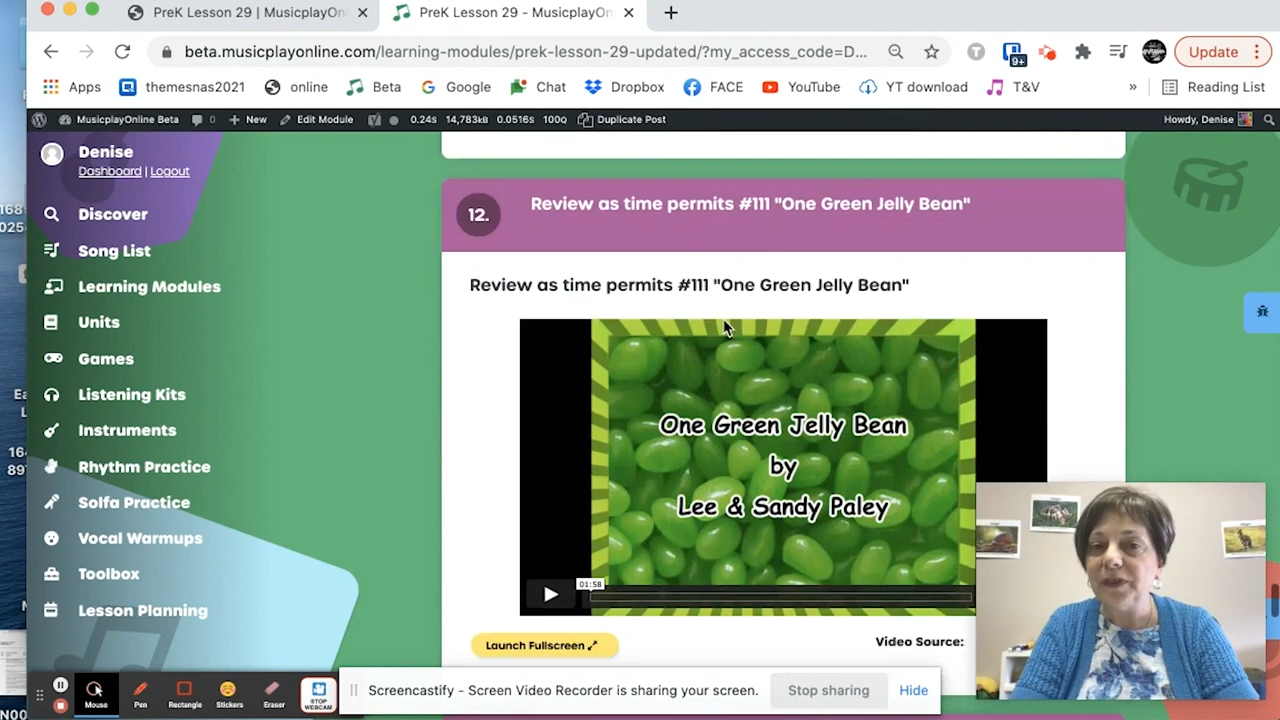 PreK Lesson 29 | MusicplayOnl
PreK Lesson 29 - MusicplayOn
beta.musicplayonline.com/learning-modules/prek-lesson-29-updated/?my_access_code=D...
9+
Update
Apps
themesnas2021
online
Beta
Google
Chat
Dropbox
FACE
YouTube
YT download
T&V
»
Reading List
MusicplayOnline Beta
0
New
Edit Module
0.24s 14,783kB 0.0516s 100Q
Duplicate Post
Howdy, Denise
Denise
Dashboard | Logout
Discover
Song List
Learning Modules
Units
Games
Listening Kits
Instruments
Rhythm Practice
Solfa Practice
Vocal Warmups
Toolbox
Lesson Planning
12.
Review as time permits #111 "One Green Jelly Bean"
Review as time permits #111 "One Green Jelly Bean"
One Green Jelly Bean
by
Lee & Sandy Paley
01:58
Launch Fullscreen
Video Source:
Mouse
Pen
Rectangle
Stickers
Eraser
STOP
WEBCAM
Screencastify - Screen Video Recorder is sharing your screen.
Stop sharing
Hide